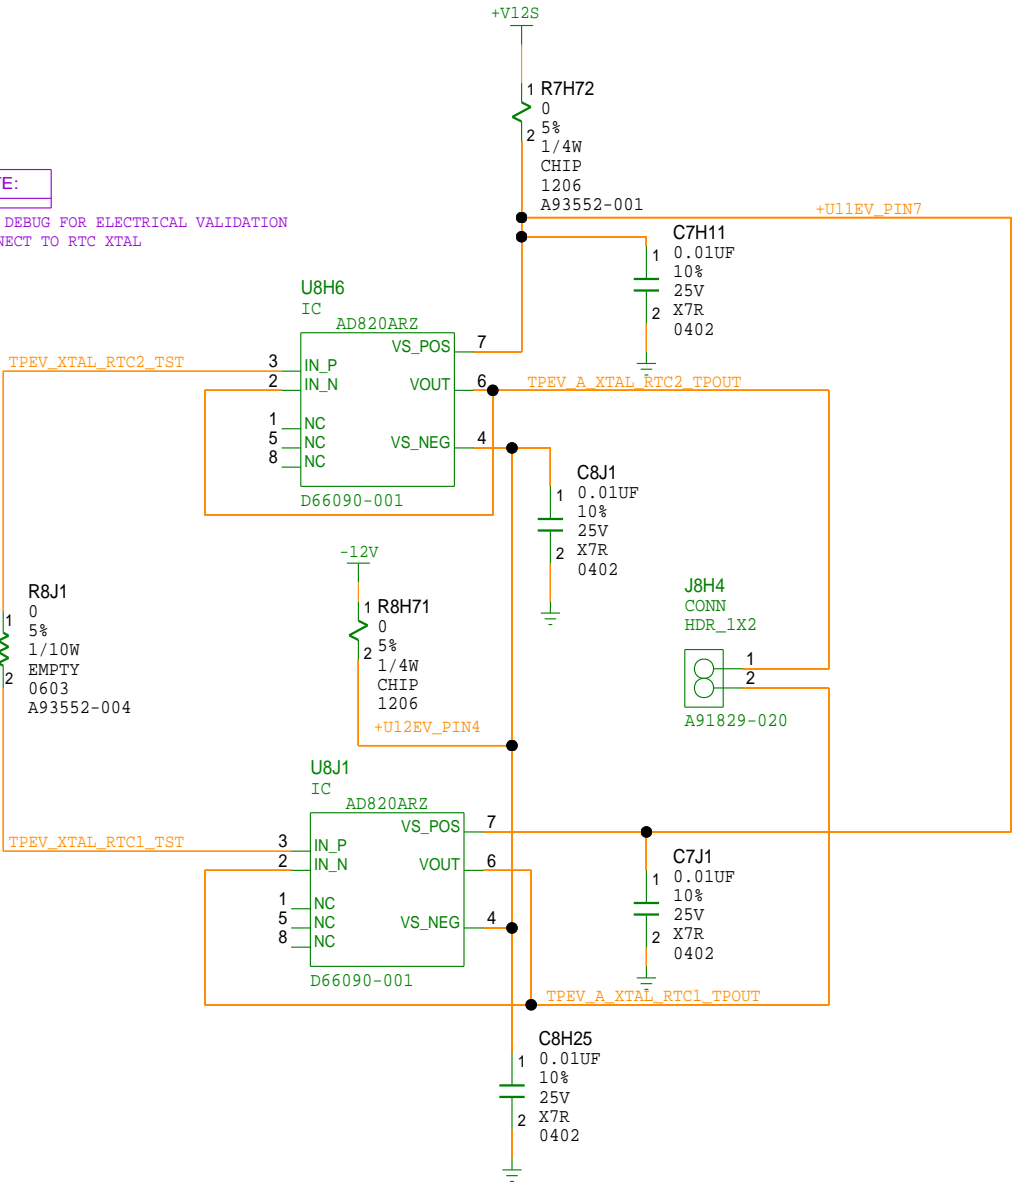 +V12S
1
R7H72
0
5%
2
1/4W
CHIP
1206
A93552-001
TE:
DEBUG FOR ELECTRICAL VALIDATION
NECT TO RTC XTAL
+U11EV_PIN7
C7H11
1
0.01UF
10%
25V
2
X7R
0402
U8H6
IC
AD820ARZ
VS_POS
7
TPEV_XTAL_RTC2_TST
3
IN_P
2
IN_N
VOUT
6
TPEV_A_XTAL_RTC2_TPOUT
1
NC
5
NC
VS_NEG
4
8
NC
D66090-001
C8J1
1
0.01UF
10%
25V
2
X7R
0402
-12V
1
R8H71
0
5%
2
1/4W
CHIP
1206
+U12EV_PIN4
R8J1
1
0
5%
1/10W
EMPTY
2
0603
A93552-004
J8H4
CONN
HDR_1X2
1
2
A91829-020
U8J1
IC
AD820ARZ
VS_POS
7
TPEV_XTAL_RTC1_TST
3
IN_P
2
IN_N
VOUT
6
1
NC
5
NC
VS_NEG
4
8
NC
D66090-001
C7J1
1
0.01UF
10%
25V
2
X7R
0402
TPEV_A_XTAL_RTC1_TPOUT
C8H25
1
0.01UF
10%
25V
2
X7R
0402